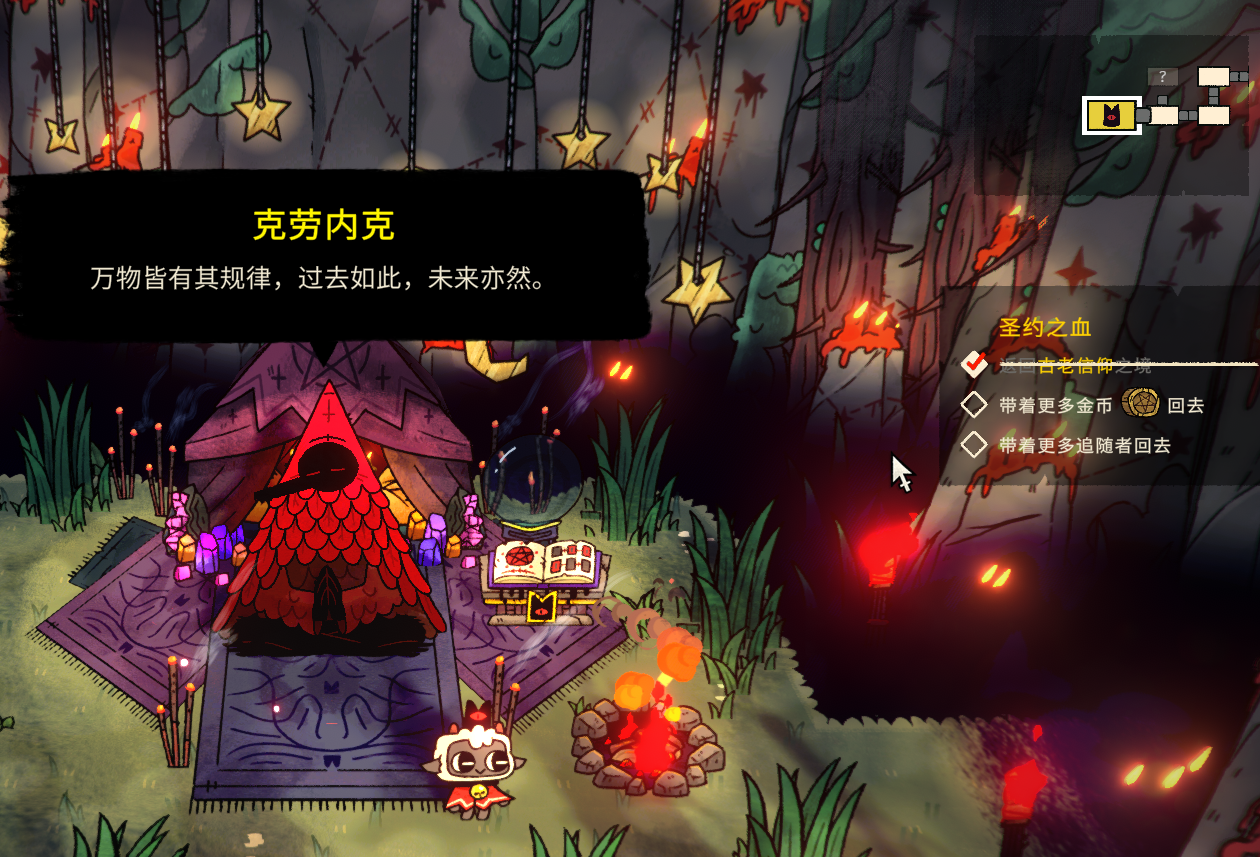 ?
克劳内克
万物皆有其规律，过去如此，未来亦然。
圣约之血
返回古老信仰之境
带着更多金币 回去
带着更多追随者回去